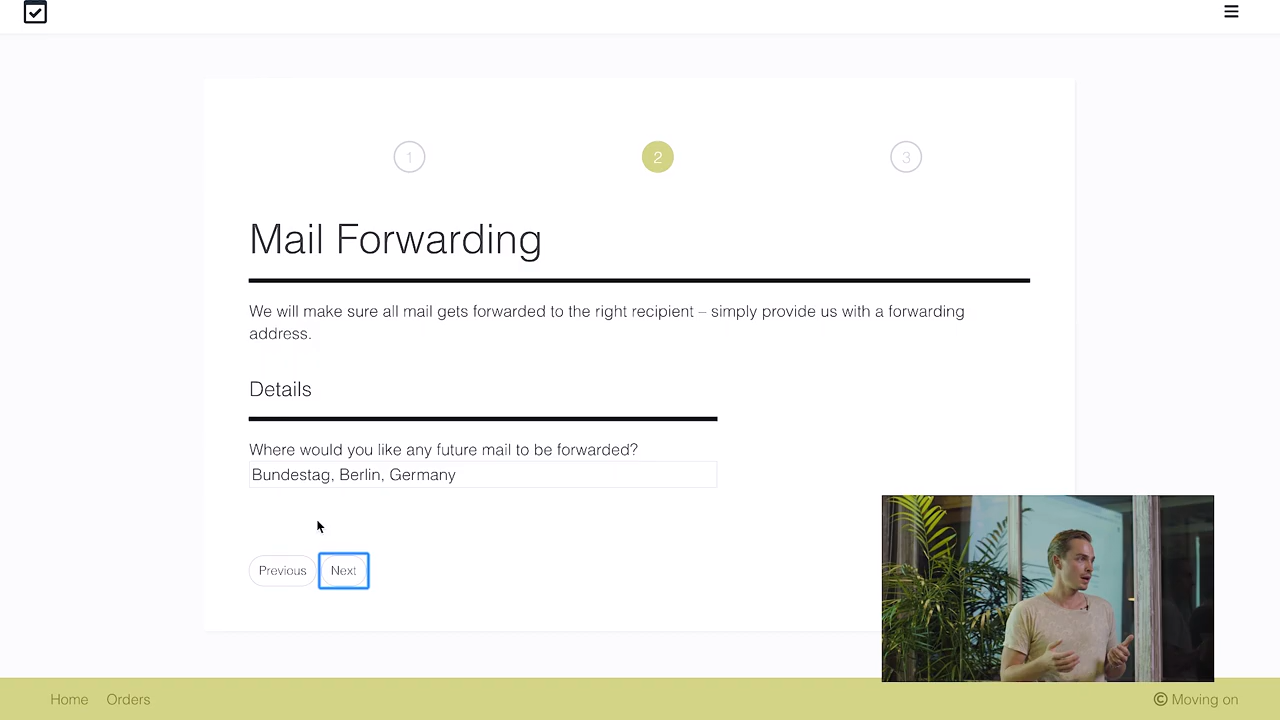 1
2
3
Mail Forwarding
We will make sure all mail gets forwarded to the right recipient – simply provide us with a forwarding
address.
Details
Where would you like any future mail to be forwarded?
Bundestag, Berlin, Germany
Previous
Next
Home
Orders
© Moving on